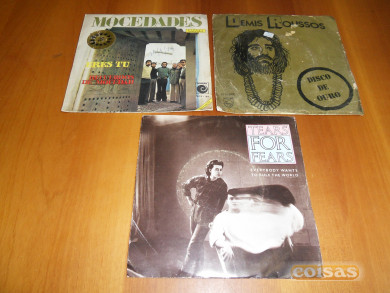 MOCEDADES
ERES TU
DEMIS ROUSSOS
DISCO
DE
OURO
TEARS
FOR
FEARS
EVERYBODY WANTS
TO RULE THE WORLD
coisas